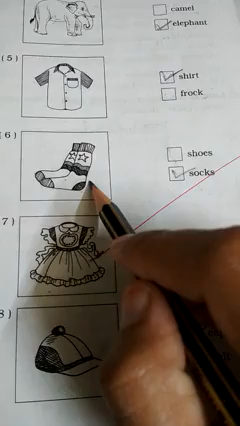 camel
elephant
(5)
shirt
frock
(6)
shoes
socks
7)
8)